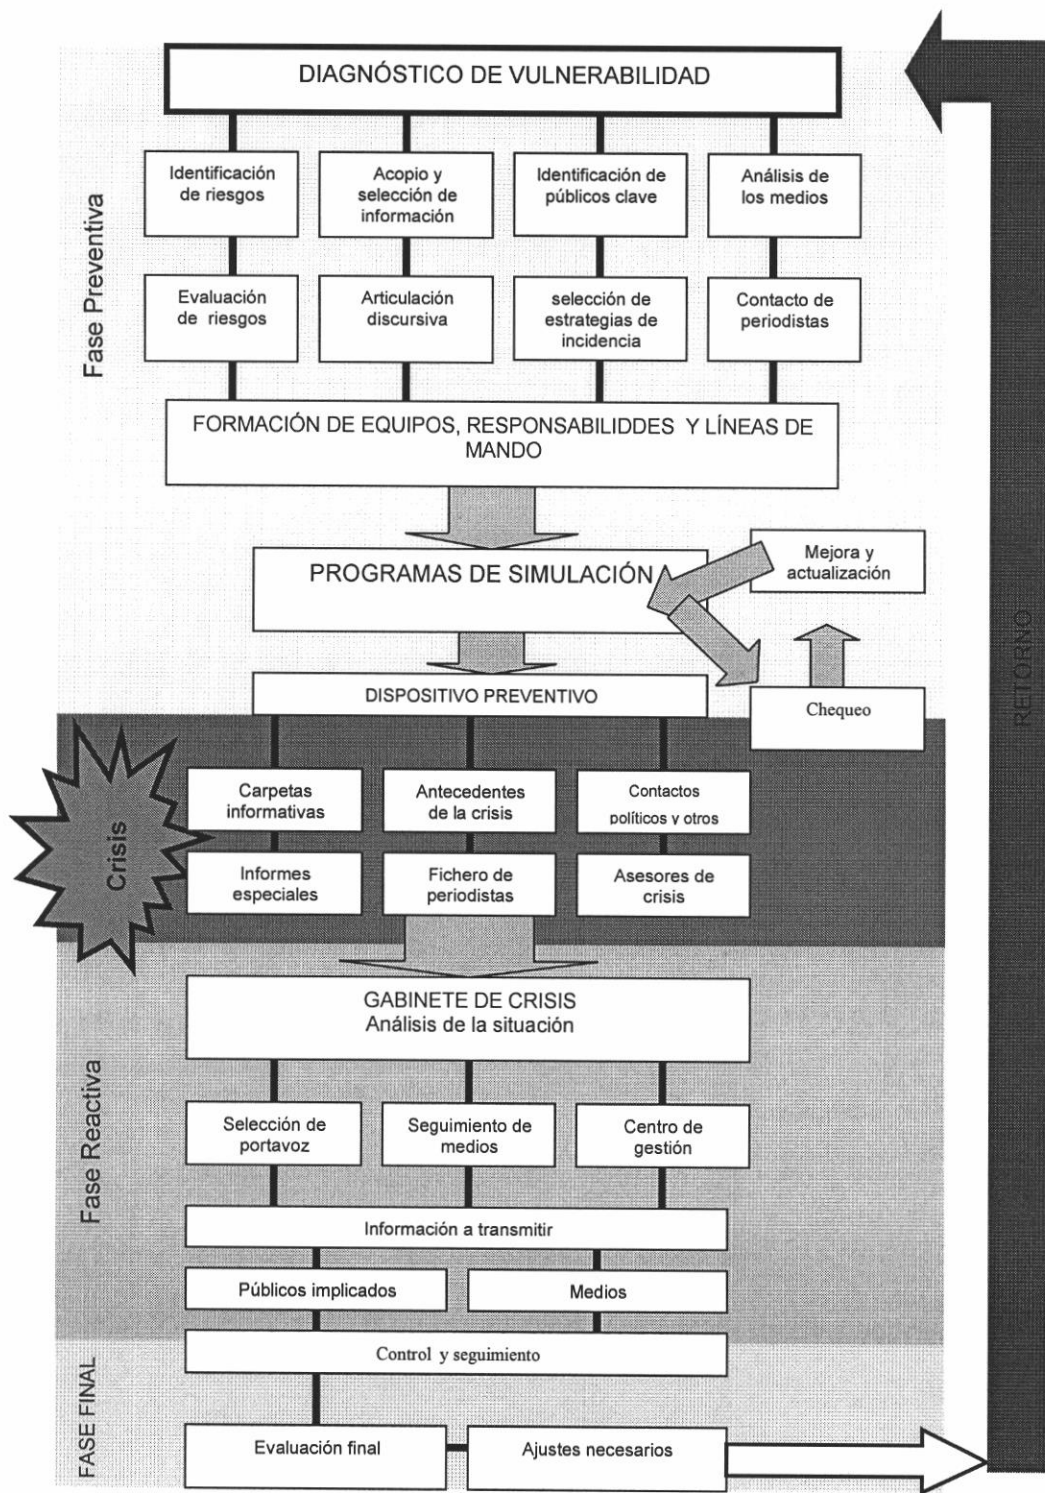 DIAGNÓSTICO DE VULNERABILIDAD
Fase Preventiva
Identificación
de riesgos
Acopio y
selección de
información
Identificación de
públicos clave
Análisis de
los medios
Evaluación
de riesgos
Articulación
discursiva
selección de
estrategias de
incidencia
Contacto de
periodistas
FORMACIÓN DE EQUIPOS, RESPONSABILIDDES Y LÍNEAS DE
MANDO
PROGRAMAS DE SIMULACIÓN
Mejora y
actualización
Chequeo
RETORNO
DISPOSITIVO PREVENTIVO
Crisis
Carpetas
informativas
Antecedentes
de la crisis
Contactos
políticos y otros
Informes
especiales
Fichero de
periodistas
Asesores de
crisis
Fase Reactiva
GABINETE DE CRISIS
Análisis de la situación
Selección de
portavoz
Seguimiento de
medios
Centro de
gestión
Información a transmitir
Públicos implicados
Medios
Control y seguimiento
FASE FINAL
Evaluación final
Ajustes necesarios